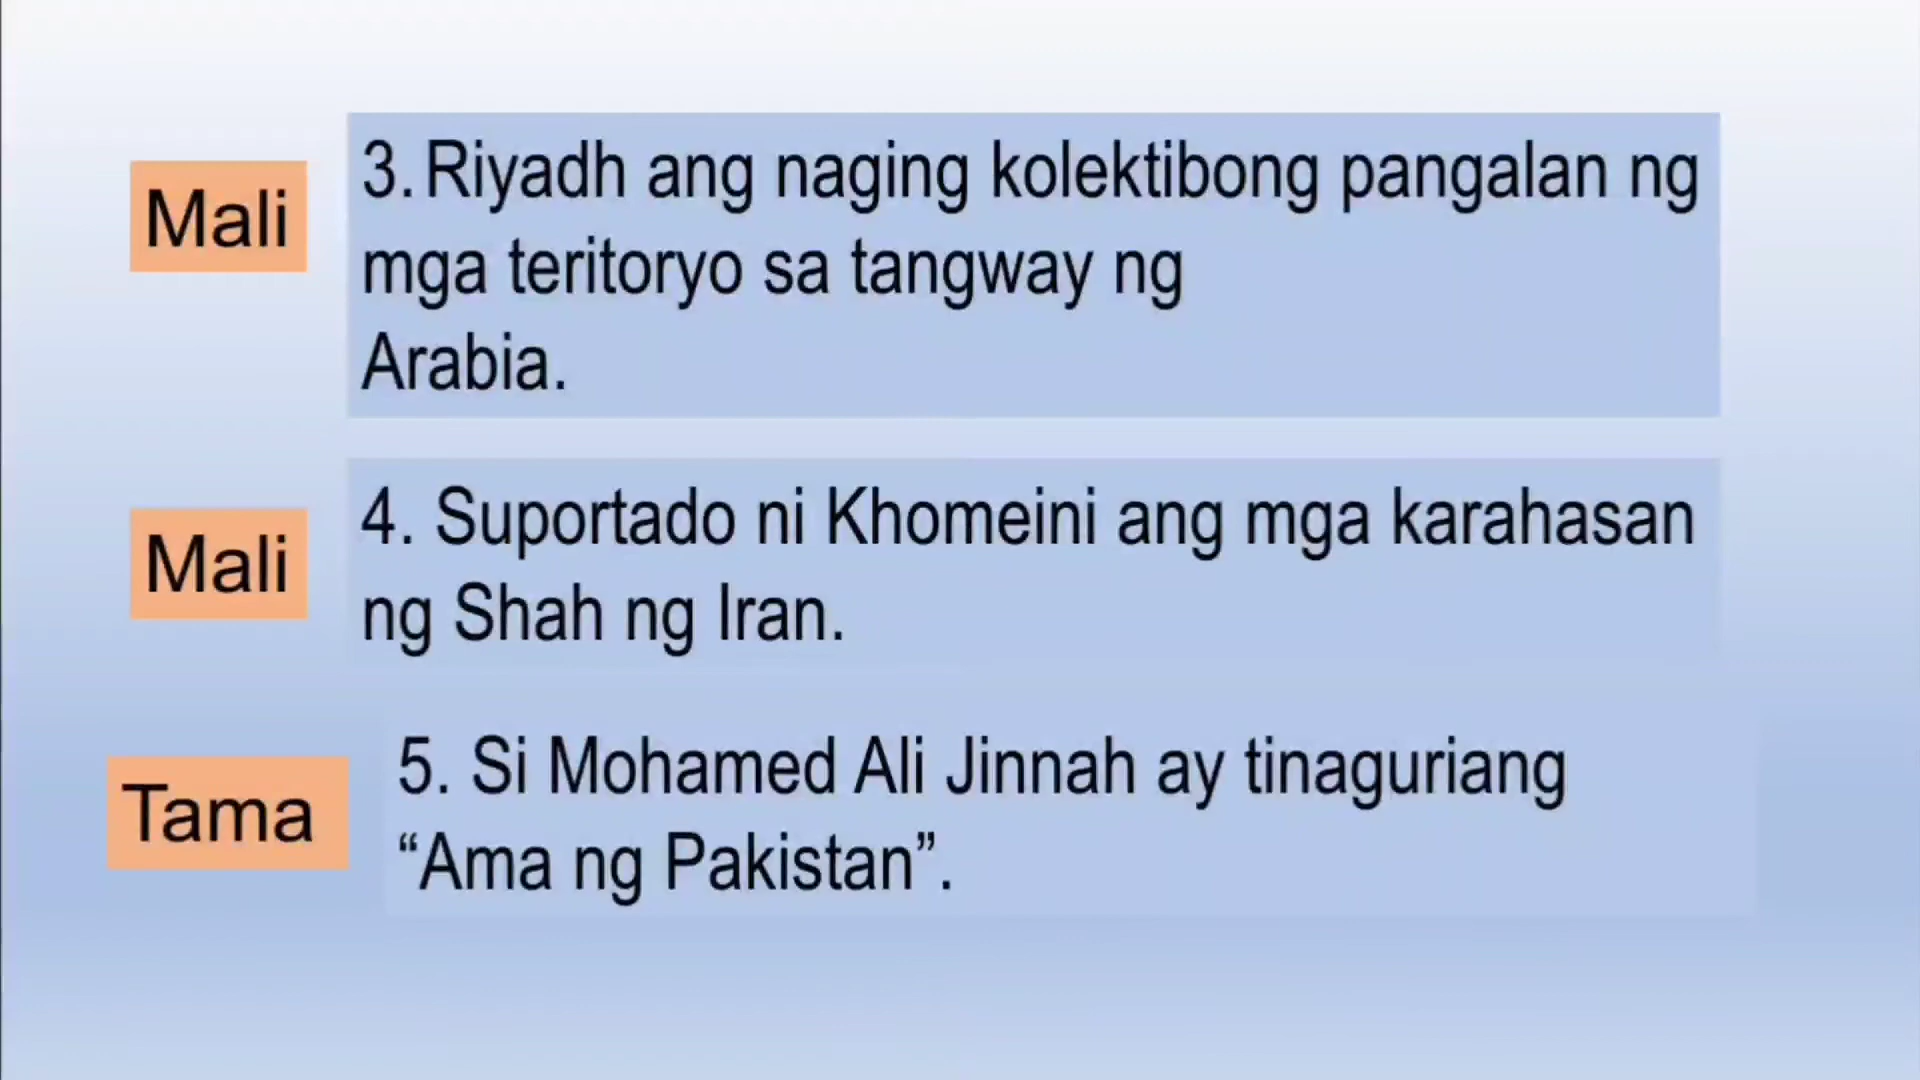 Mali
3. Riyadh ang naging kolektibong pangalan ng
mga teritoryo sa tangway ng
Arabia.
Mali
4. Suportado ni Khomeini ang mga karahasan
ng Shah ng Iran.
Tama
5. Si Mohamed Ali Jinnah ay tinaguriang
“Ama ng Pakistan”.